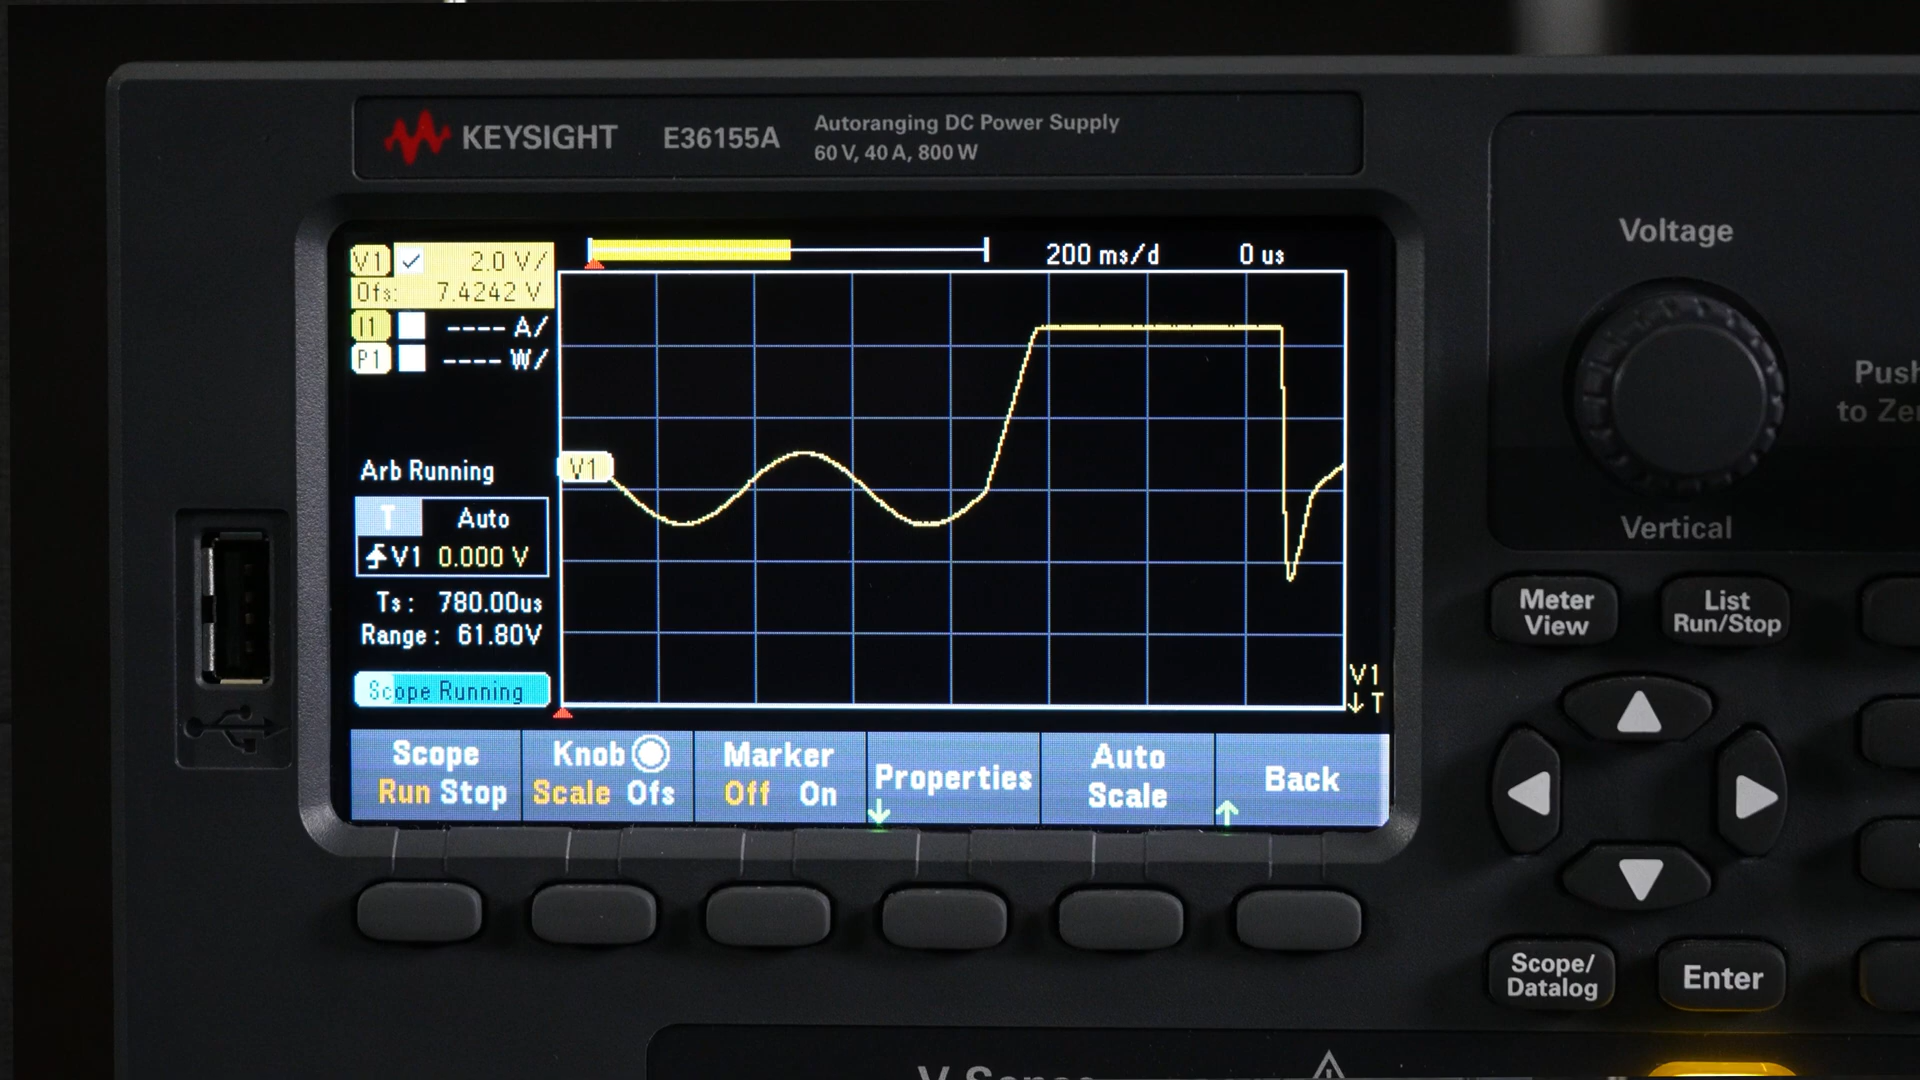 KEYSIGHT E36155A Autoranging DC Power Supply
60 V, 40 A, 800 W
V1 2.0 V/
Ofs: 7.4242 V
I1 ---- A/
P1 ---- W/
200 ms/d 0 us
V1
Arb Running
T Auto
V1 0.000 V
Ts: 780.00us
Range: 61.80V
Scope Running
V1
↓T
Scope
Run Stop
Knob
Scale Ofs
Marker
Off On
Properties
Auto
Scale
Back
Voltage
Push
Vertical
Meter
View
List
Run/Stop
Scope/
Datalog
Enter